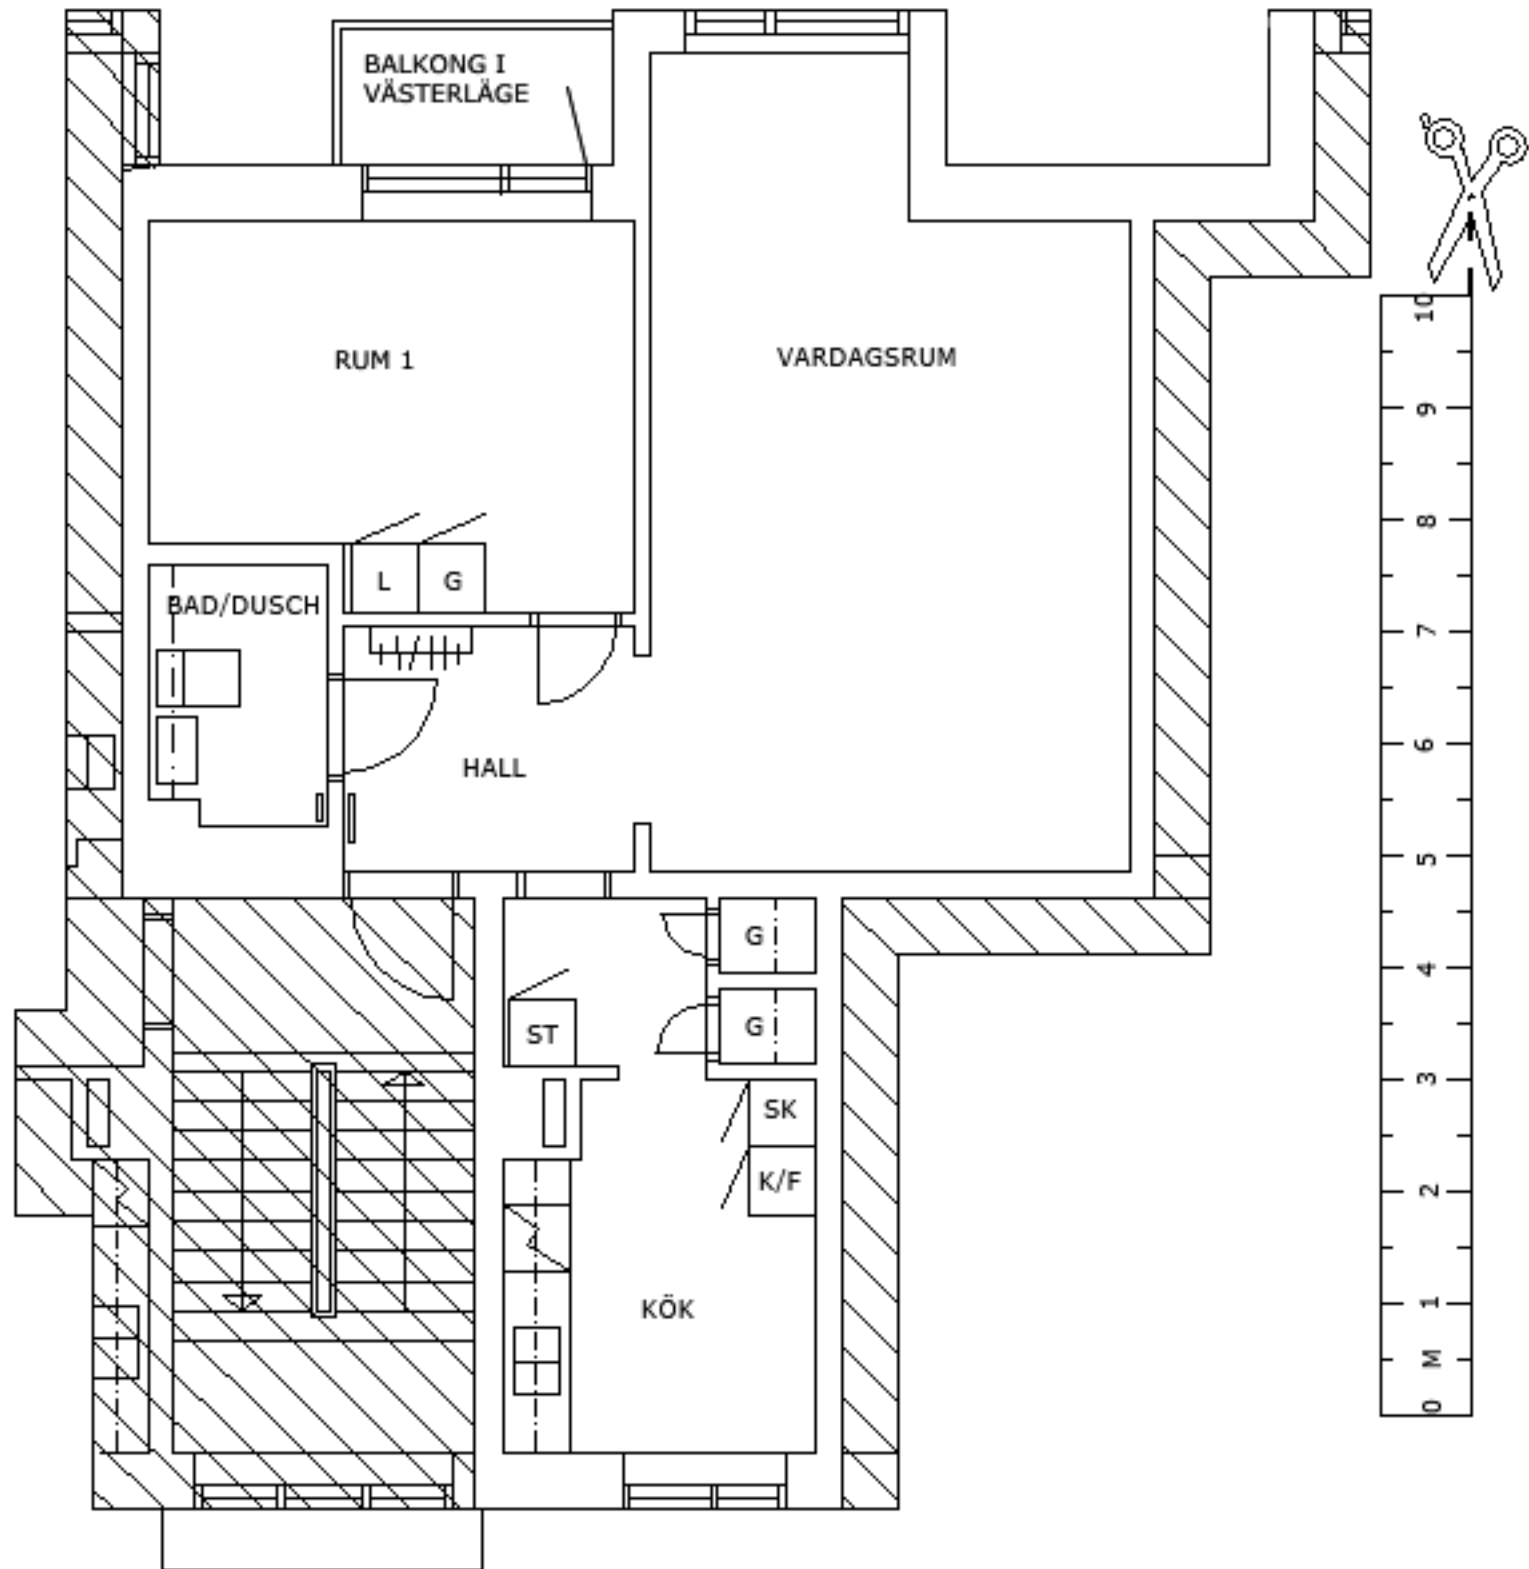 BALKONG I
VÄSTERLÄGE
RUM 1
VARDAGSRUM
L
G
BAD/DUSCH
HALL
G
ST
G
SK
K/F
KÖK
10
9
8
7
6
5
4
3
2
1
M
0